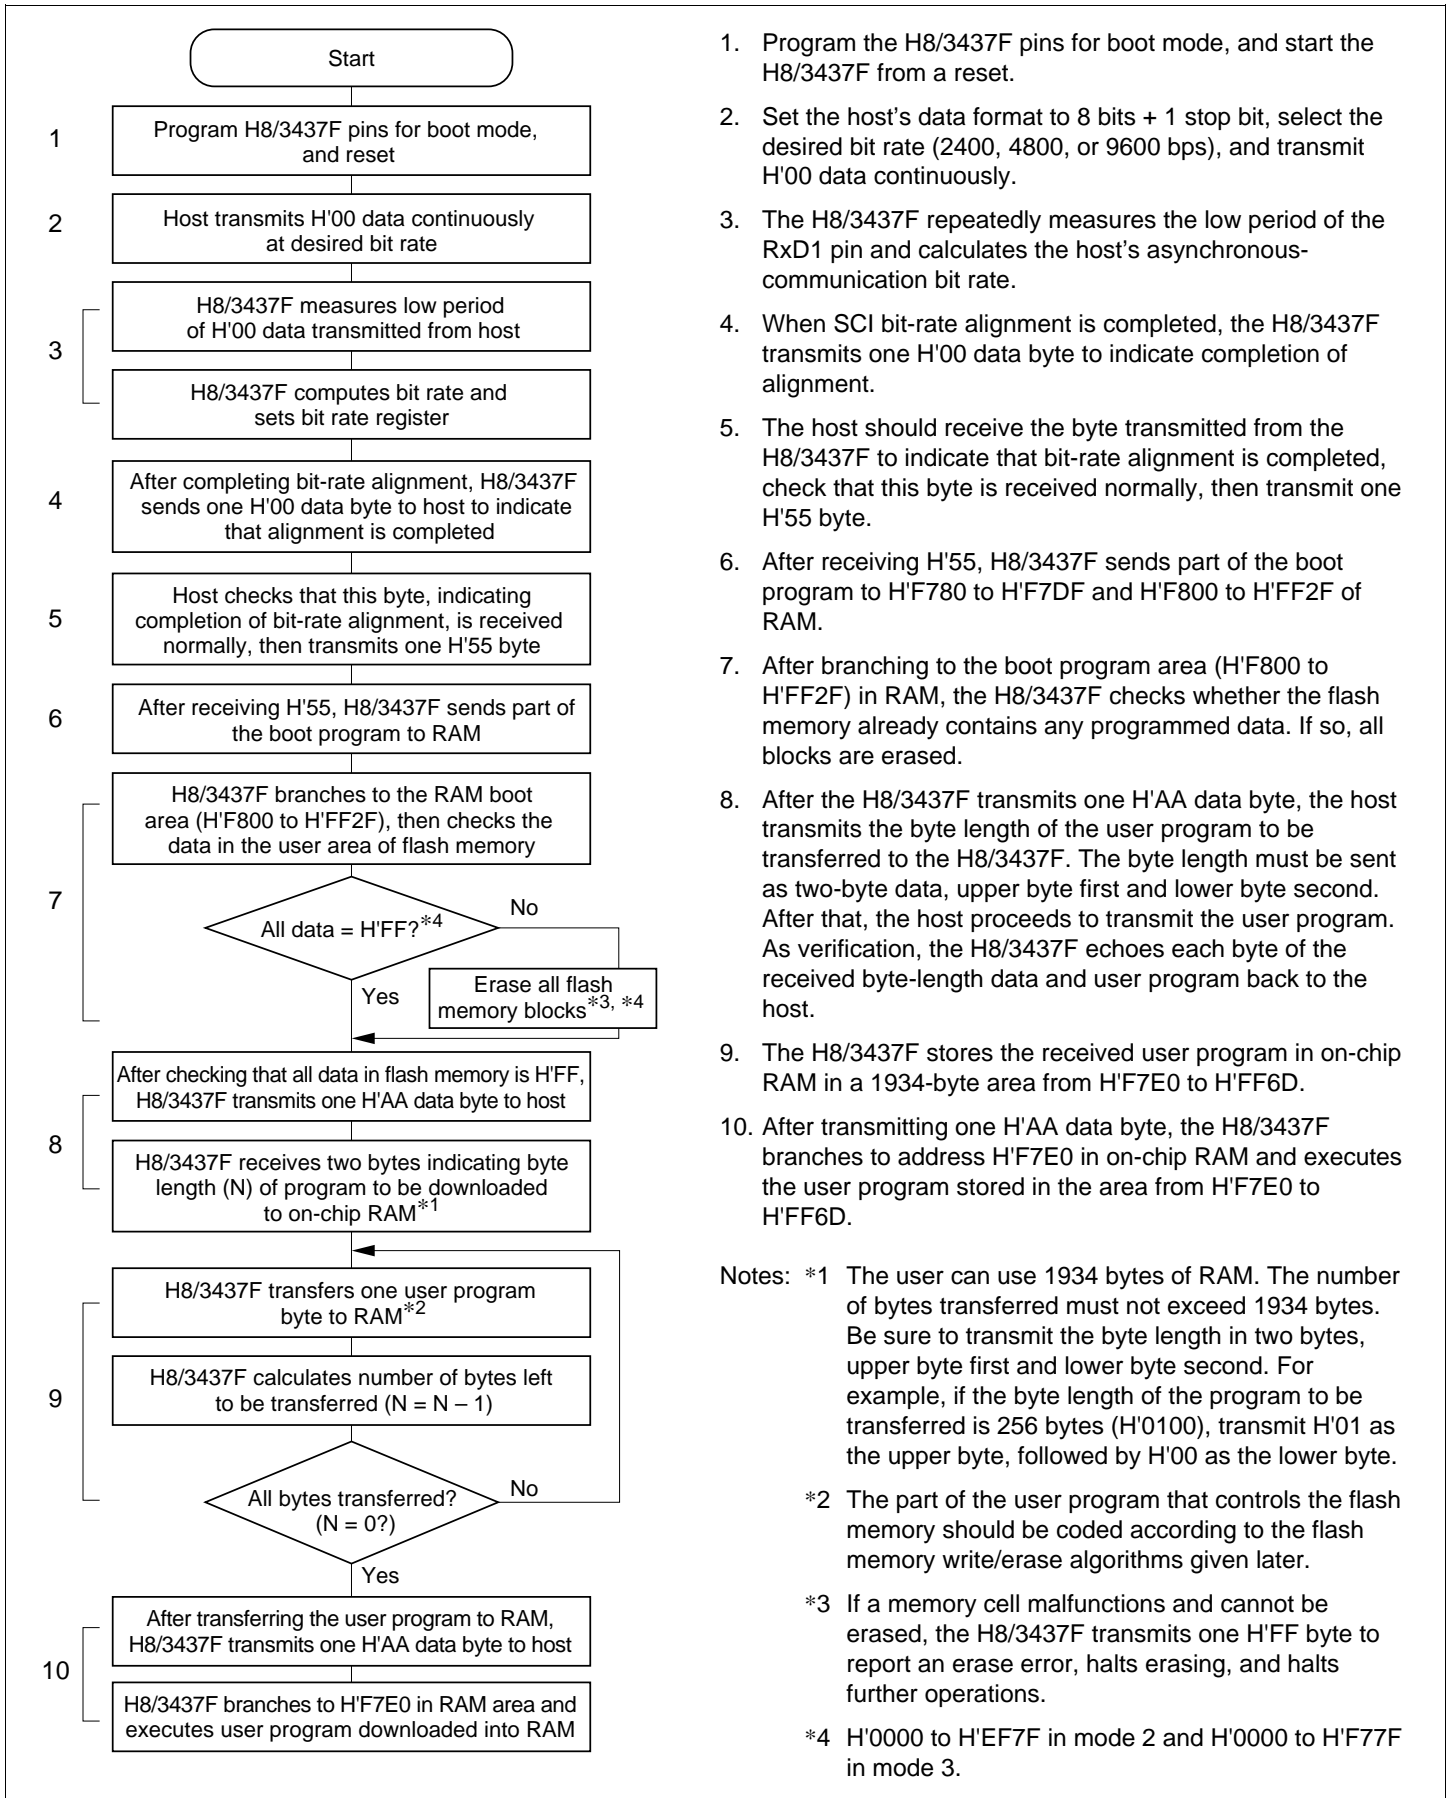 Start
1
Program H8/3437F pins for boot mode,
and reset
2
Host transmits H'00 data continuously
at desired bit rate
3
H8/3437F measures low period
of H'00 data transmitted from host
H8/3437F computes bit rate and
sets bit rate register
4
After completing bit-rate alignment, H8/3437F
sends one H'00 data byte to host to indicate
that alignment is completed
5
Host checks that this byte, indicating
completion of bit-rate alignment, is received
normally, then transmits one H'55 byte
6
After receiving H'55, H8/3437F sends part of
the boot program to RAM
7
H8/3437F branches to the RAM boot
area (H'F800 to H'FF2F), then checks the
data in the user area of flash memory
All data = H'FF?*4
No
Yes
Erase all flash
memory blocks*3, *4
8
After checking that all data in flash memory is H'FF,
H8/3437F transmits one H'AA data byte to host
H8/3437F receives two bytes indicating byte
length (N) of program to be downloaded
to on-chip RAM*1
9
H8/3437F transfers one user program
byte to RAM*2
H8/3437F calculates number of bytes left
to be transferred (N = N – 1)
All bytes transferred?
(N = 0?)
No
Yes
10
After transferring the user program to RAM,
H8/3437F transmits one H'AA data byte to host
H8/3437F branches to H'F7E0 in RAM area and
executes user program downloaded into RAM
1. Program the H8/3437F pins for boot mode, and start the
H8/3437F from a reset.
2. Set the host's data format to 8 bits + 1 stop bit, select the
desired bit rate (2400, 4800, or 9600 bps), and transmit
H'00 data continuously.
3. The H8/3437F repeatedly measures the low period of the
RxD1 pin and calculates the host's asynchronous-
communication bit rate.
4. When SCI bit-rate alignment is completed, the H8/3437F
transmits one H'00 data byte to indicate completion of
alignment.
5. The host should receive the byte transmitted from the
H8/3437F to indicate that bit-rate alignment is completed,
check that this byte is received normally, then transmit one
H'55 byte.
6. After receiving H'55, H8/3437F sends part of the boot
program to H'F780 to H'F7DF and H'F800 to H'FF2F of
RAM.
7. After branching to the boot program area (H'F800 to
H'FF2F) in RAM, the H8/3437F checks whether the flash
memory already contains any programmed data. If so, all
blocks are erased.
8. After the H8/3437F transmits one H'AA data byte, the host
transmits the byte length of the user program to be
transferred to the H8/3437F. The byte length must be sent
as two-byte data, upper byte first and lower byte second.
After that, the host proceeds to transmit the user program.
As verification, the H8/3437F echoes each byte of the
received byte-length data and user program back to the
host.
9. The H8/3437F stores the received user program in on-chip
RAM in a 1934-byte area from H'F7E0 to H'FF6D.
10. After transmitting one H'AA data byte, the H8/3437F
branches to address H'F7E0 in on-chip RAM and executes
the user program stored in the area from H'F7E0 to
H'FF6D.
Notes: *1 The user can use 1934 bytes of RAM. The number
of bytes transferred must not exceed 1934 bytes.
Be sure to transmit the byte length in two bytes,
upper byte first and lower byte second. For
example, if the byte length of the program to be
transferred is 256 bytes (H'0100), transmit H'01 as
the upper byte, followed by H'00 as the lower byte.
*2 The part of the user program that controls the flash
memory should be coded according to the flash
memory write/erase algorithms given later.
*3 If a memory cell malfunctions and cannot be
erased, the H8/3437F transmits one H'FF byte to
report an erase error, halts erasing, and halts
further operations.
*4 H'0000 to H'EF7F in mode 2 and H'0000 to H'F77F
in mode 3.